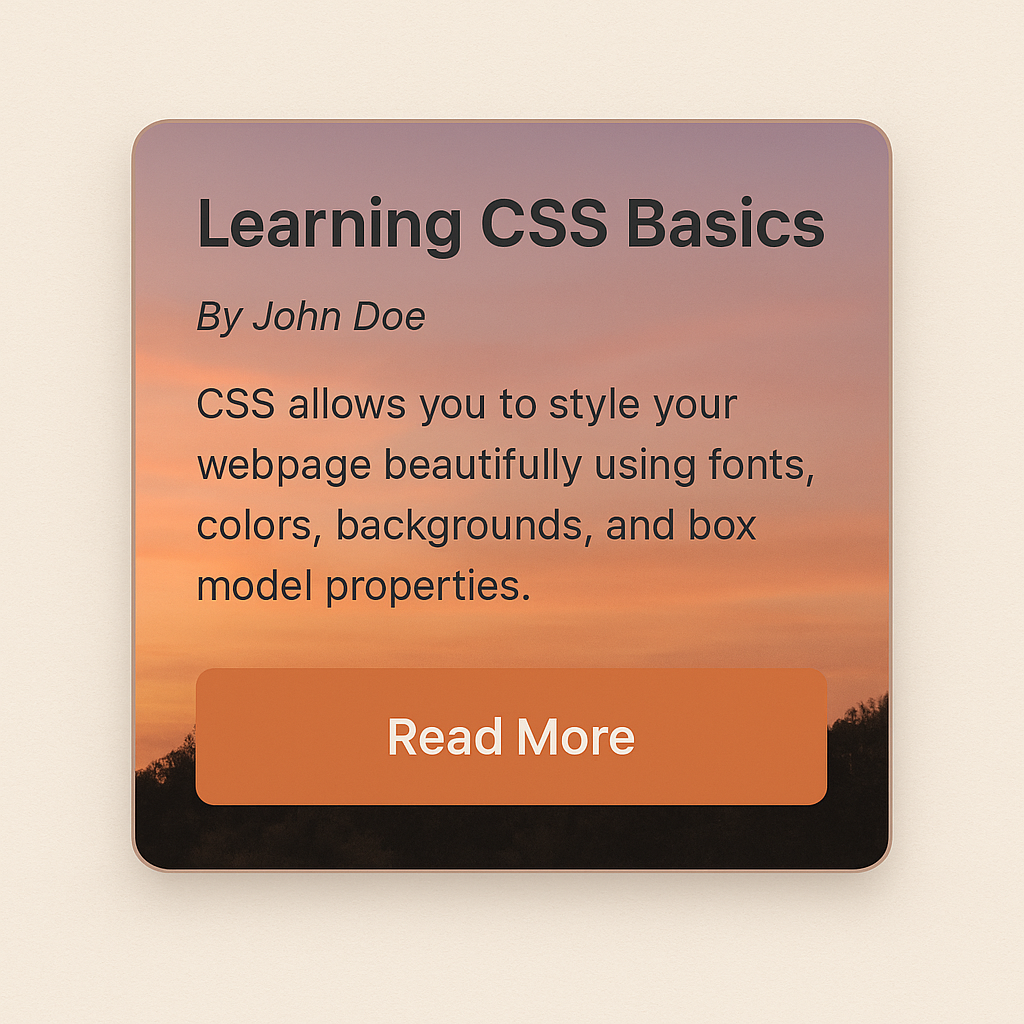 Learning CSS Basics
By John Doe
CSS allows you to style your
webpage beautifully using fonts,
colors, backgrounds, and box
model properties.
Read More